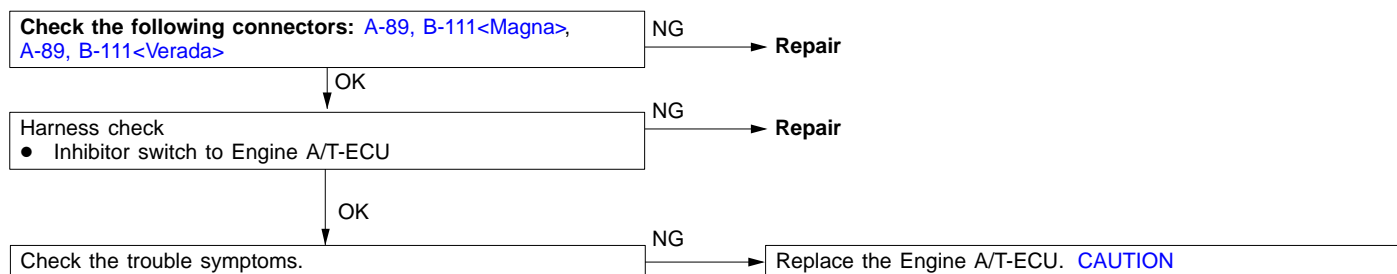 Check the following connectors: A-89, B-111<Magna>,
A-89, B-111<Verada>
NG
Repair
OK
Harness check
● Inhibitor switch to Engine A/T-ECU
NG
Repair
OK
Check the trouble symptoms.
NG
Replace the Engine A/T-ECU. CAUTION